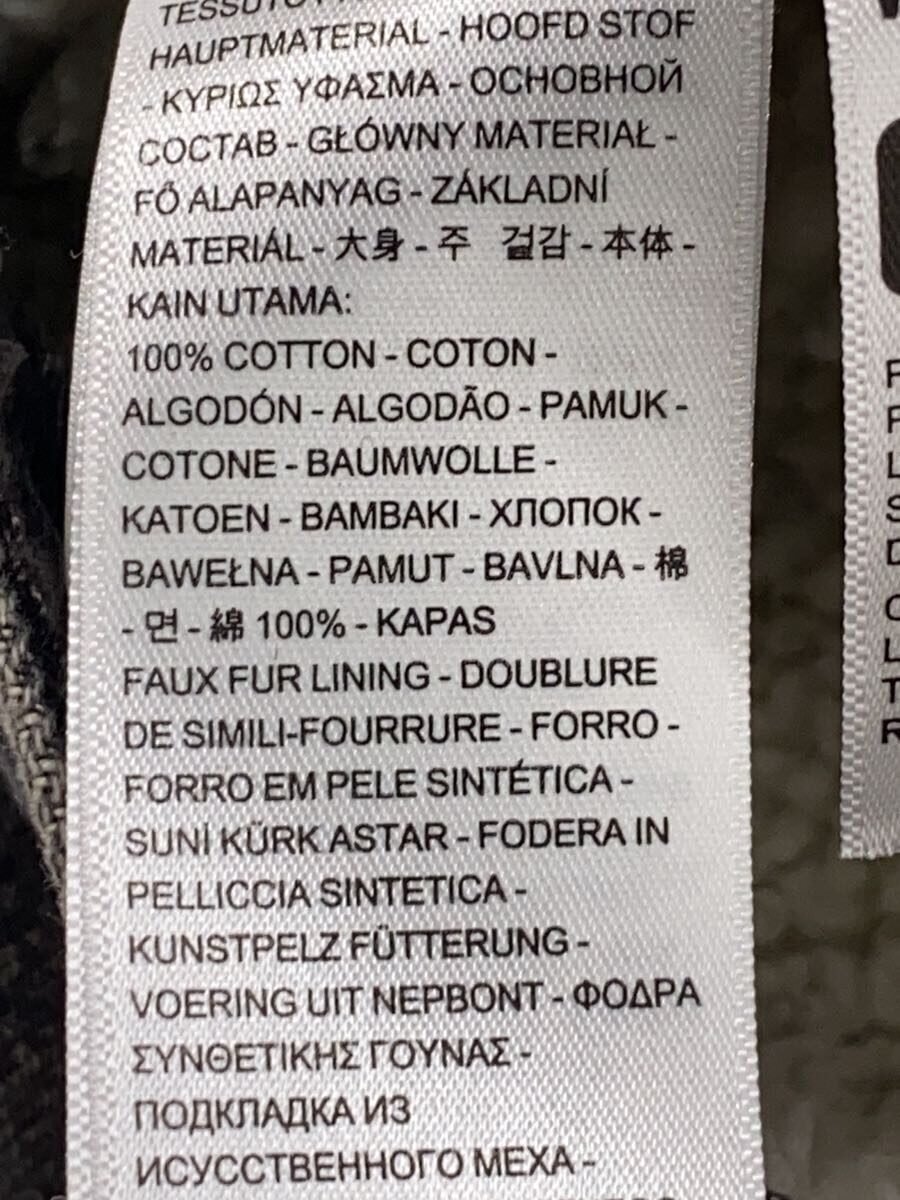 TESSUTO
HAUPTMATERIAL - HOOFD STOF
- ΚΥΡΙΩΣ ΥΦΑΣΜΑ - ОСНОВНОЙ
СОСТАВ - GŁÓWNY MATERIAŁ -
FŐ ALAPANYAG - ZÁKLADNÍ
MATERIÁL - 大身 - 주 겉감 - 本体 -
KAIN UTAMA:
100% COTTON - COTON -
ALGODÓN - ALGODÃO - PAMUK -
COTONE - BAUMWOLLE -
KATOEN - BAMBAKI - ХЛОПОК -
BAWEŁNA - PAMUT - BAVLNA - 棉
- 면 - 綿 100% - KAPAS
FAUX FUR LINING - DOUBLURE
DE SIMILI-FOURRURE - FORRO -
FORRO EM PELE SINTÉTICA -
SUNİ KÜRK ASTAR - FODERA IN
PELLICCIA SINTETICA -
KUNSTPELZ FÜTTERUNG -
VOERING UIT NEPBONT - ΦΟΔΡΑ
ΣΥΝΘΕΤΙΚΗΣ ΓΟΥΝΑΣ -
ПОДКЛАДКА ИЗ
ИСУССТВЕННОГО МЕХА -